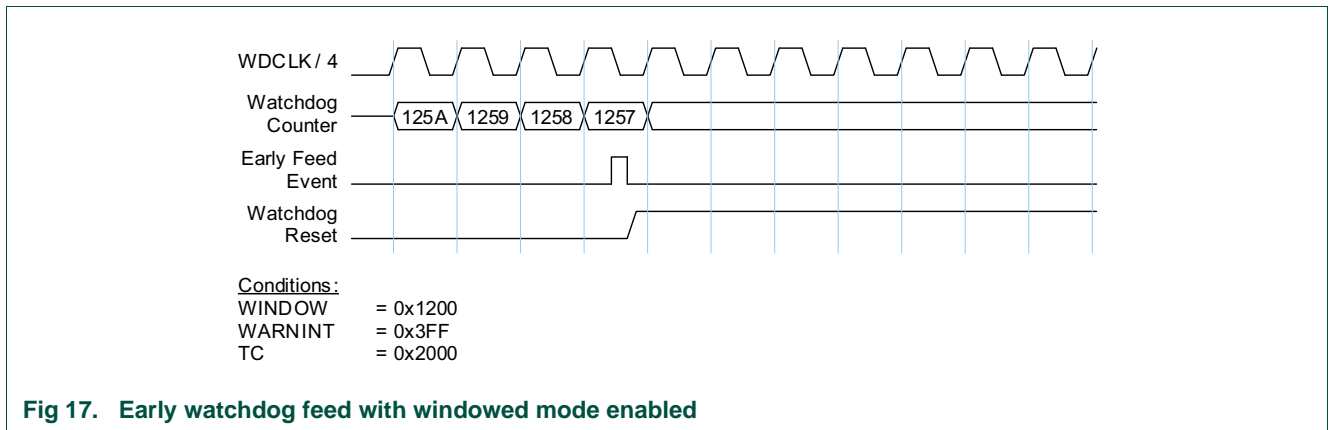 WDCLK / 4
Watchdog
Counter
125A 1259 1258 1257
Early Feed
Event
Watchdog
Reset
Conditions:
WINDOW = 0x1200
WARNINT = 0x3FF
TC = 0x2000
Fig 17. Early watchdog feed with windowed mode enabled